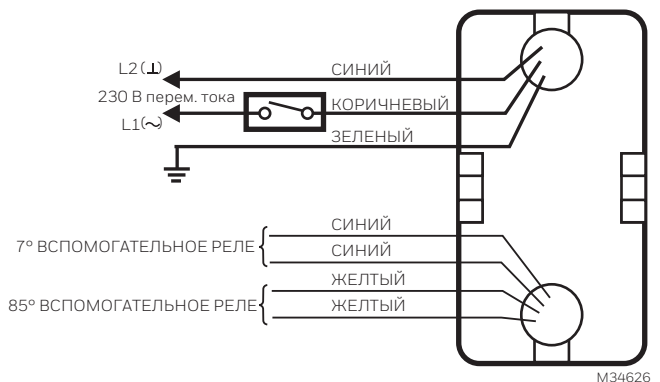 L2(⊥)
СИНИЙ
230 В перем. тока
КОРИЧНЕВЫЙ
L1(~)
ЗЕЛЕНЫЙ
СИНИЙ
7° ВСПОМОГАТЕЛЬНОЕ РЕЛЕ
СИНИЙ
ЖЕЛТЫЙ
85° ВСПОМОГАТЕЛЬНОЕ РЕЛЕ
ЖЕЛТЫЙ
M34626